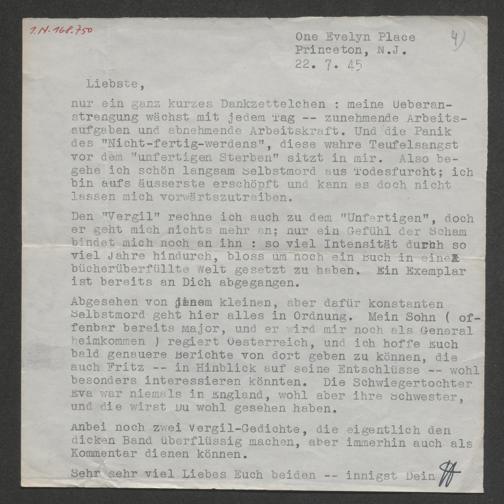 I.N. 168.750
4)
One Evelyn Place
Princeton, N.J.
22. 7. 45
Liebste,
nur ein ganz kurzes Dankzettelchen : meine Ueberan-
strengung wächst mit jedem Tag -- zunehmende Arbeits-
aufgaben und abnehmende Arbeitskraft. Und die Panik
des "Nicht-fertig-werdens", diese wahre Teufelsangst
vor dem "unfertigen Sterben" sitzt in mir. Also be-
gehe ich schön langsam Selbstmord aus Todesfurcht; ich
bin aufs äusserste erschöpft und kann es doch nicht
lassen mich vorwärtszutreiben.
Den "Vergil" rechne ich auch zu dem "Unfertigen", doch
er geht mich nichts mehr an; nur ein Gefühl der Scham
bindet mich noch an ihn : so viel Intensität durch so
viel Jahre hindurch, bloss um noch ein Buch in eine
bücherüberfüllte Welt gesetzt zu haben. Ein Exemplar
ist bereits an Dich abgegangen.
Abgesehen von jenem kleinen, aber dafür konstanten
Selbstmord geht hier alles in Ordnung. Mein Sohn ( of-
fenbar bereits Major, und er wird mir noch als General
heimkommen ) regiert Oesterreich, und ich hoffe Euch
bald genauere Berichte von dort geben zu können, die
auch Fritz -- in Hinblick auf seine Entschlüsse -- wohl
besonders interessieren könnten. Die Schwiegertochter
Eva war niemals in England, wohl aber ihre Schwester,
und die wirst Du wohl gesehen haben.
Anbei noch zwei Vergil-Gedichte, die eigentlich den
dicken Band überflüssig machen, aber immerhin auch als
Kommentar dienen können.
Sehr sehr viel Liebes Euch beiden -- innigst Dein